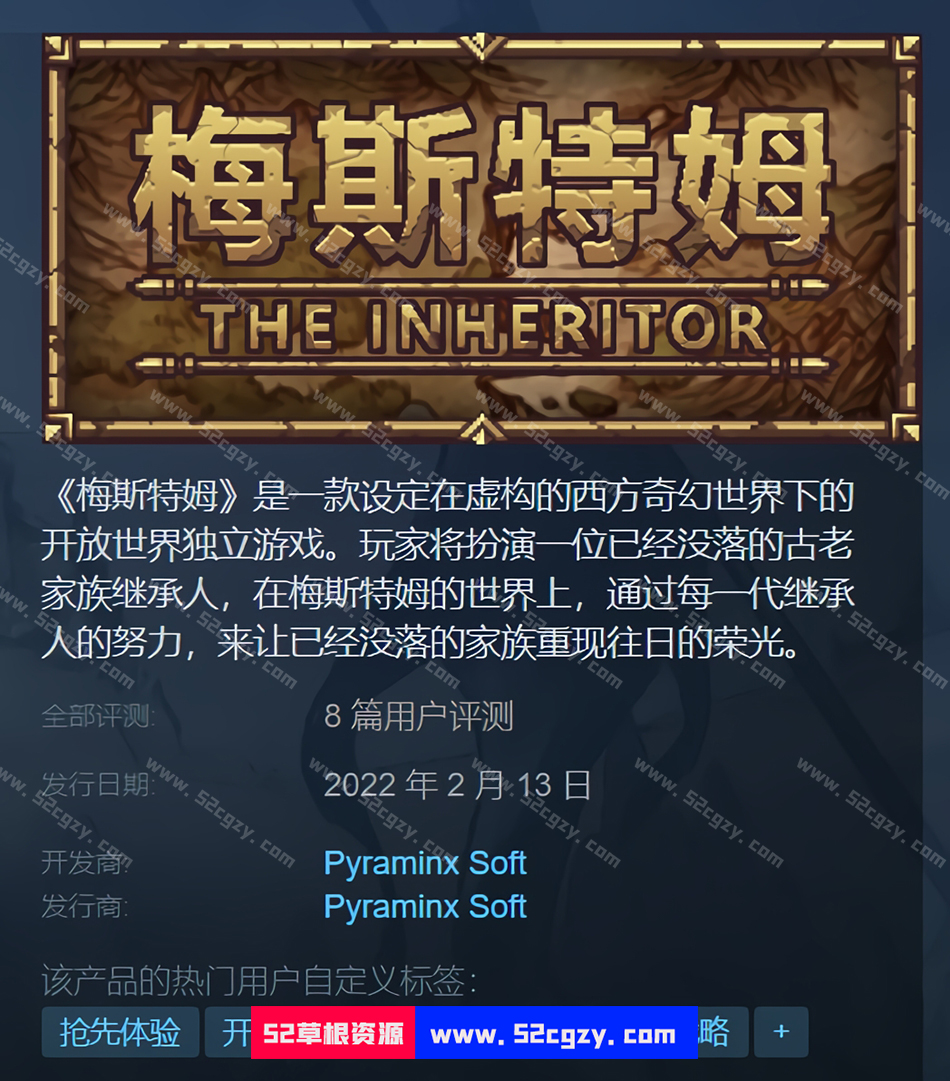 梅斯特姆
THE INHERITOR
《梅斯特姆》是一款设定在虚构的西方奇幻世界下的
开放世界独立游戏。玩家将扮演一位已经没落的古老
家族继承人，在梅斯特姆的世界上，通过每一代继承
人的努力，来让已经没落的家族重现往日的荣光。
全部评测: 8 篇用户评测
发行日期: 2022 年 2 月 13 日
开发商: Pyraminx Soft
发行商: Pyraminx Soft
该产品的热门用户自定义标签:
抢先体验 开 52草根资源 www.52cgzy.com 略 +